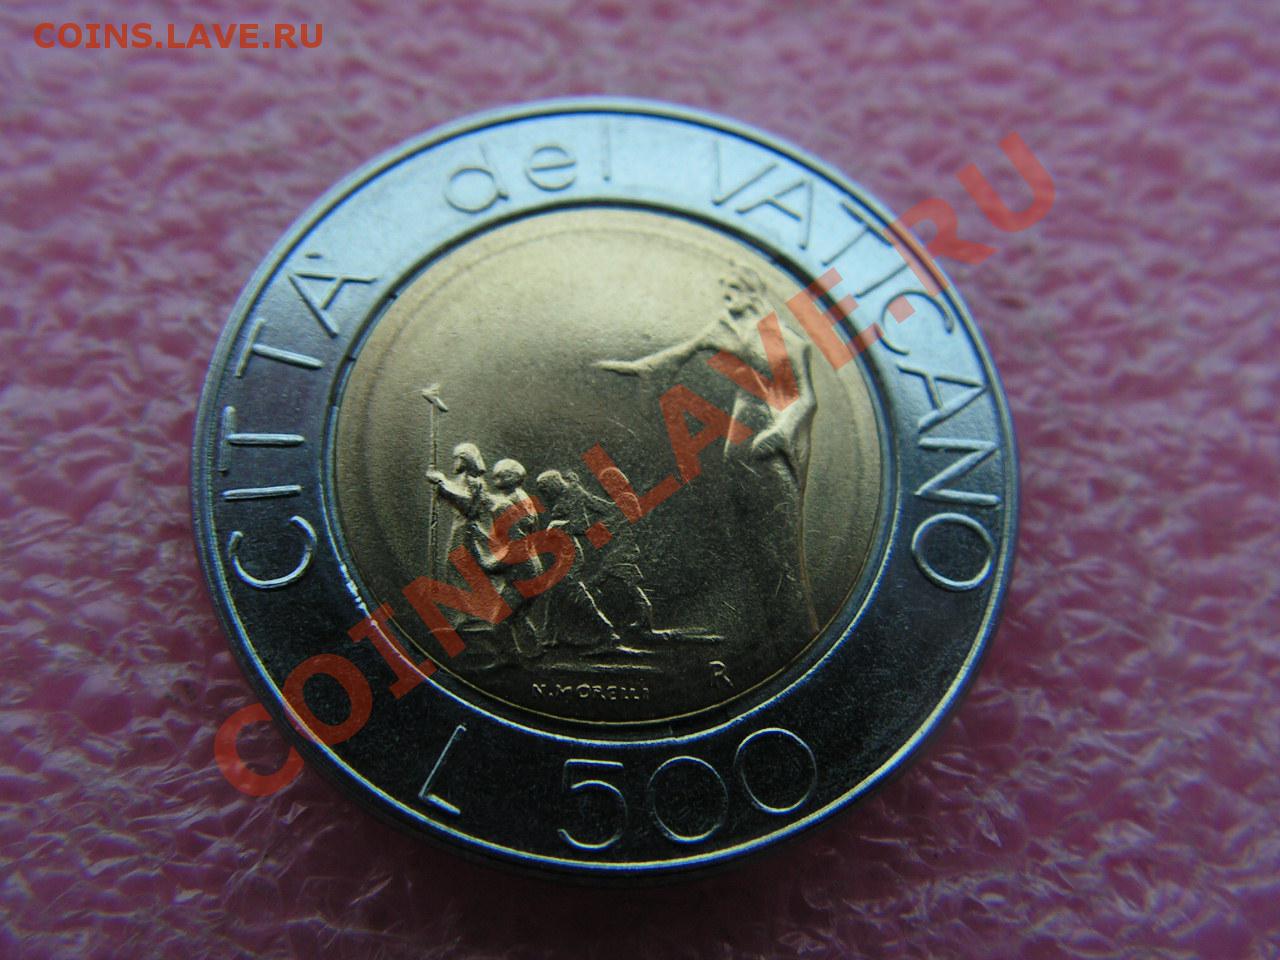 COINS.LAVE.RU
CITTA' del VATICANO
COINS.LAVE.RU
N.MORELLI
R
L 500